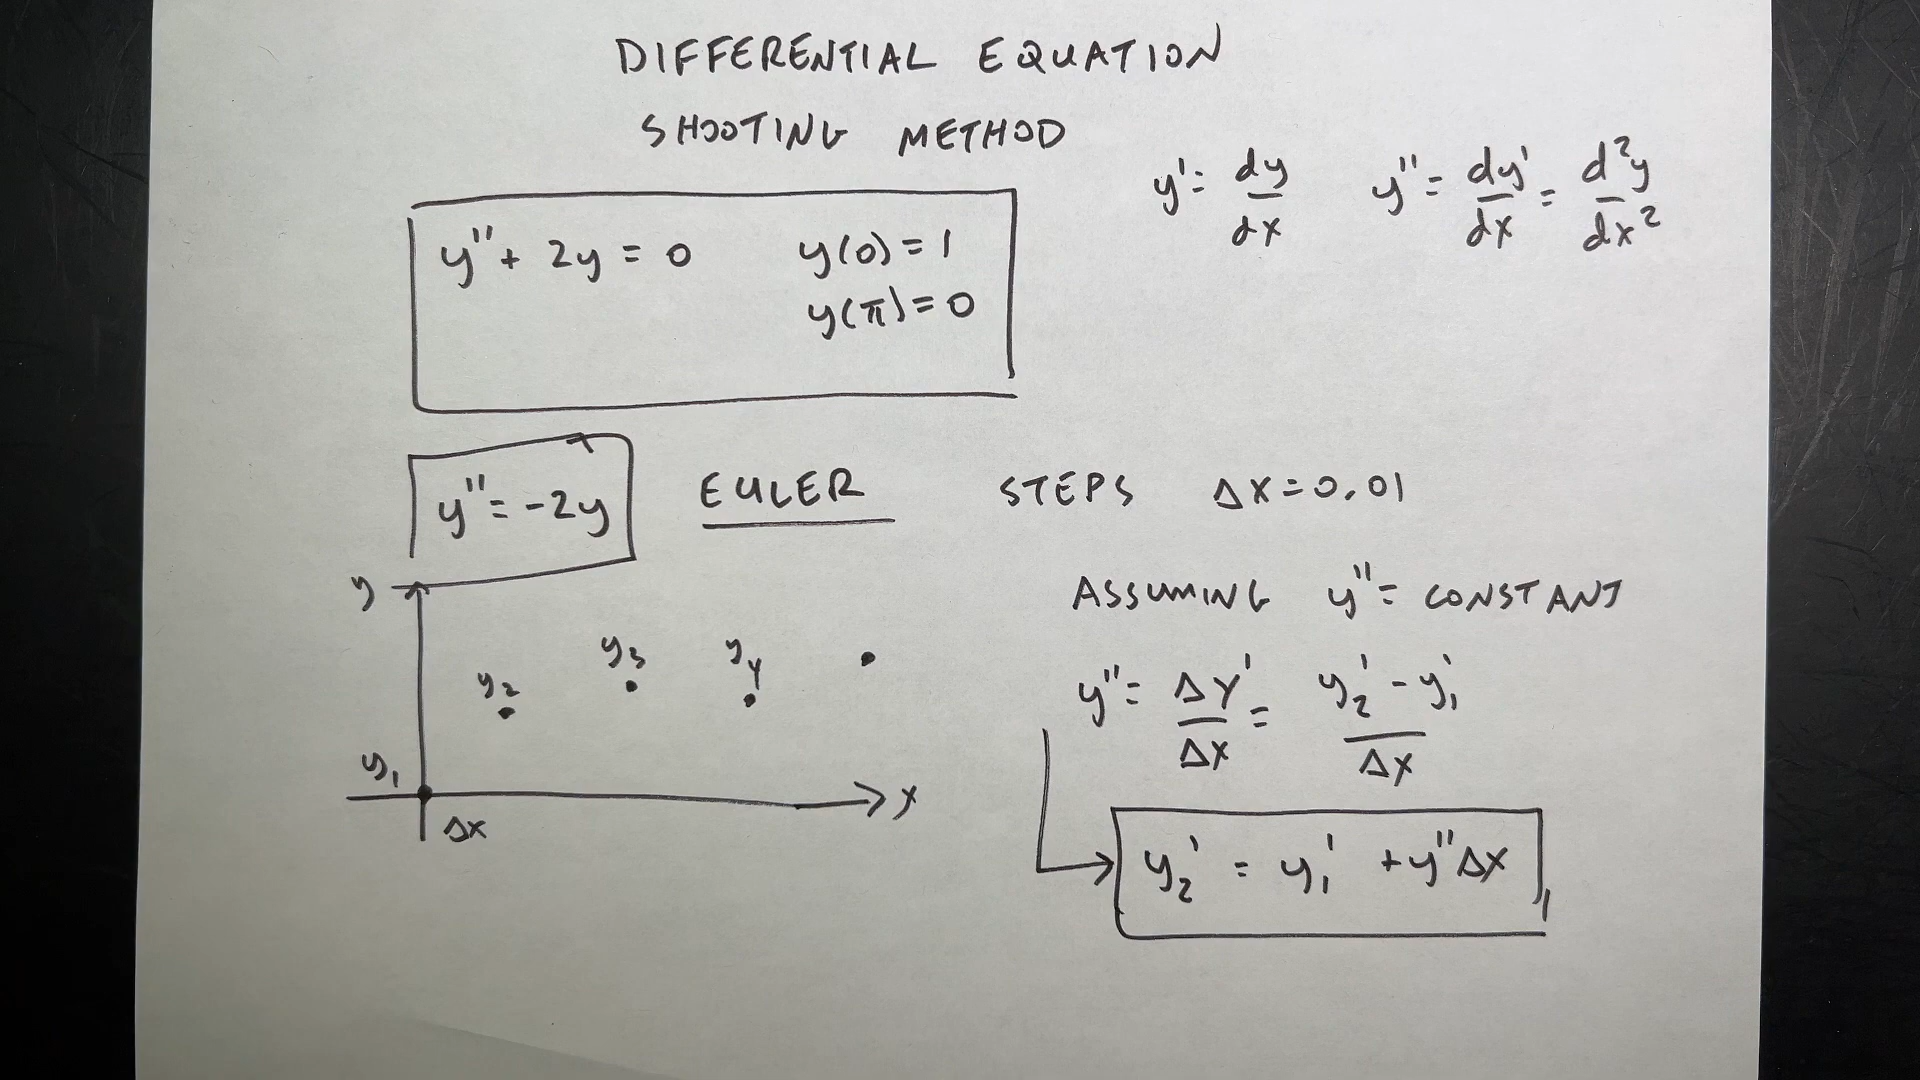 DIFFERENTIAL EQUATION
SHOOTING METHOD
y' = dy/dx    y'' = dy'/dx = d²y/dx²
y'' + 2y = 0    y(0) = 1
y(π) = 0
y'' = -2y    EULER    STEPS    Δx = 0.01
ASSUMING y'' = CONSTANT
y
y₂    y₃    y₄
y'' = Δy'/Δx = (y₂' - y₁')/Δx
y₁
x
Δx
y₂' = y₁' + y''Δx